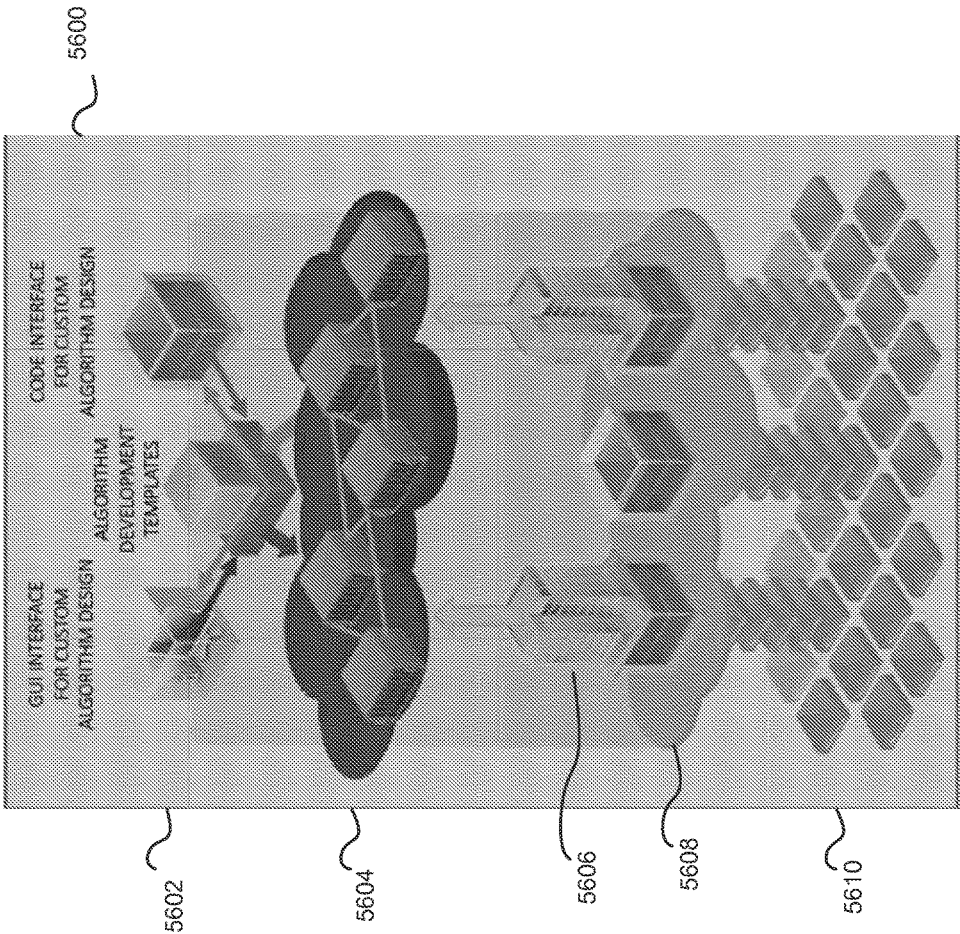 5600
GUI INTERFACE
FOR CUSTOM
ALGORITHM DESIGN
ALGORITHM
DEVELOPMENT
TEMPLATES
CODE INTERFACE
FOR CUSTOM
ALGORITHM DESIGN
5602
5604
5606
5608
5610